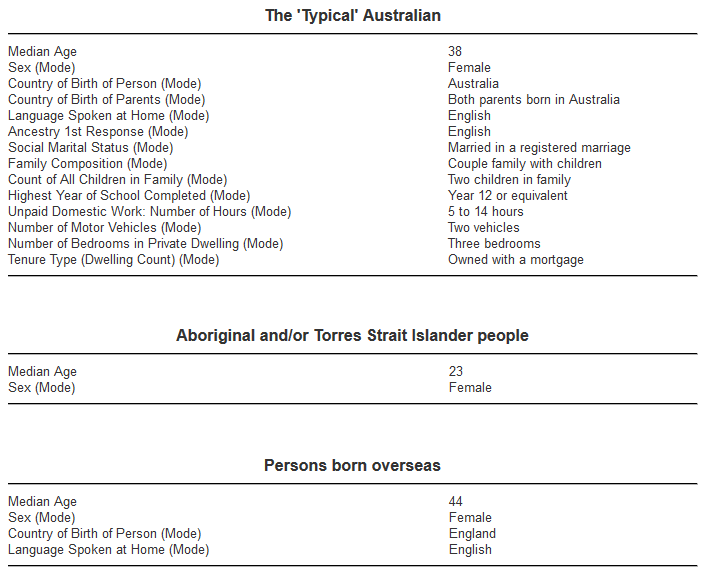 The 'Typical' Australian
Median Age 38
Sex (Mode) Female
Country of Birth of Person (Mode) Australia
Country of Birth of Parents (Mode) Both parents born in Australia
Language Spoken at Home (Mode) English
Ancestry 1st Response (Mode) English
Social Marital Status (Mode) Married in a registered marriage
Family Composition (Mode) Couple family with children
Count of All Children in Family (Mode) Two children in family
Highest Year of School Completed (Mode) Year 12 or equivalent
Unpaid Domestic Work: Number of Hours (Mode) 5 to 14 hours
Number of Motor Vehicles (Mode) Two vehicles
Number of Bedrooms in Private Dwelling (Mode) Three bedrooms
Tenure Type (Dwelling Count) (Mode) Owned with a mortgage
Aboriginal and/or Torres Strait Islander people
Median Age 23
Sex (Mode) Female
Persons born overseas
Median Age 44
Sex (Mode) Female
Country of Birth of Person (Mode) England
Language Spoken at Home (Mode) English